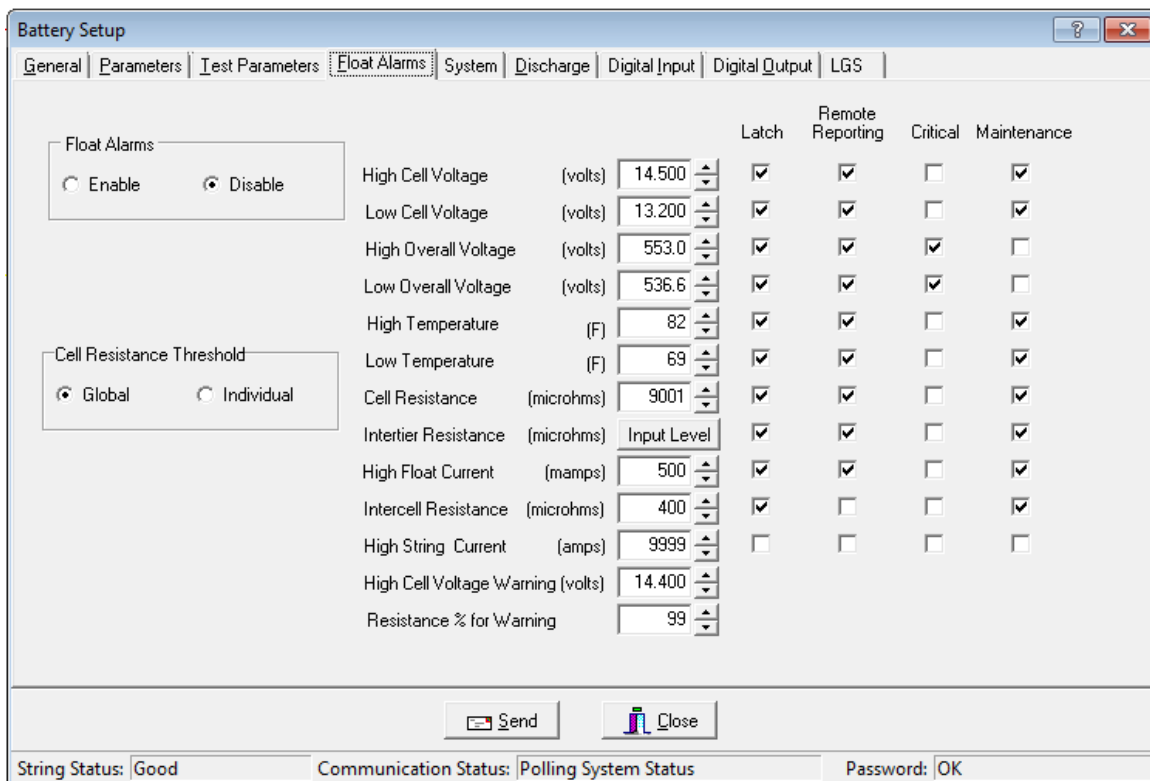 Battery Setup
General Parameters Test Parameters Float Alarms System Discharge Digital Input Digital Output LGS
Latch Remote Reporting Critical Maintenance
Float Alarms
Enable Disable
High Cell Voltage (volts) 14.500
Low Cell Voltage (volts) 13.200
High Overall Voltage (volts) 553.0
Low Overall Voltage (volts) 536.6
High Temperature (F) 82
Low Temperature (F) 69
Cell Resistance Threshold
Global Individual
Cell Resistance (microhms) 9001
Intertier Resistance (microhms) Input Level
High Float Current (mamps) 500
Intercell Resistance (microhms) 400
High String Current (amps) 9999
High Cell Voltage Warning (volts) 14.400
Resistance % for Warning 99
Send Close
String Status: Good Communication Status: Polling System Status Password: OK